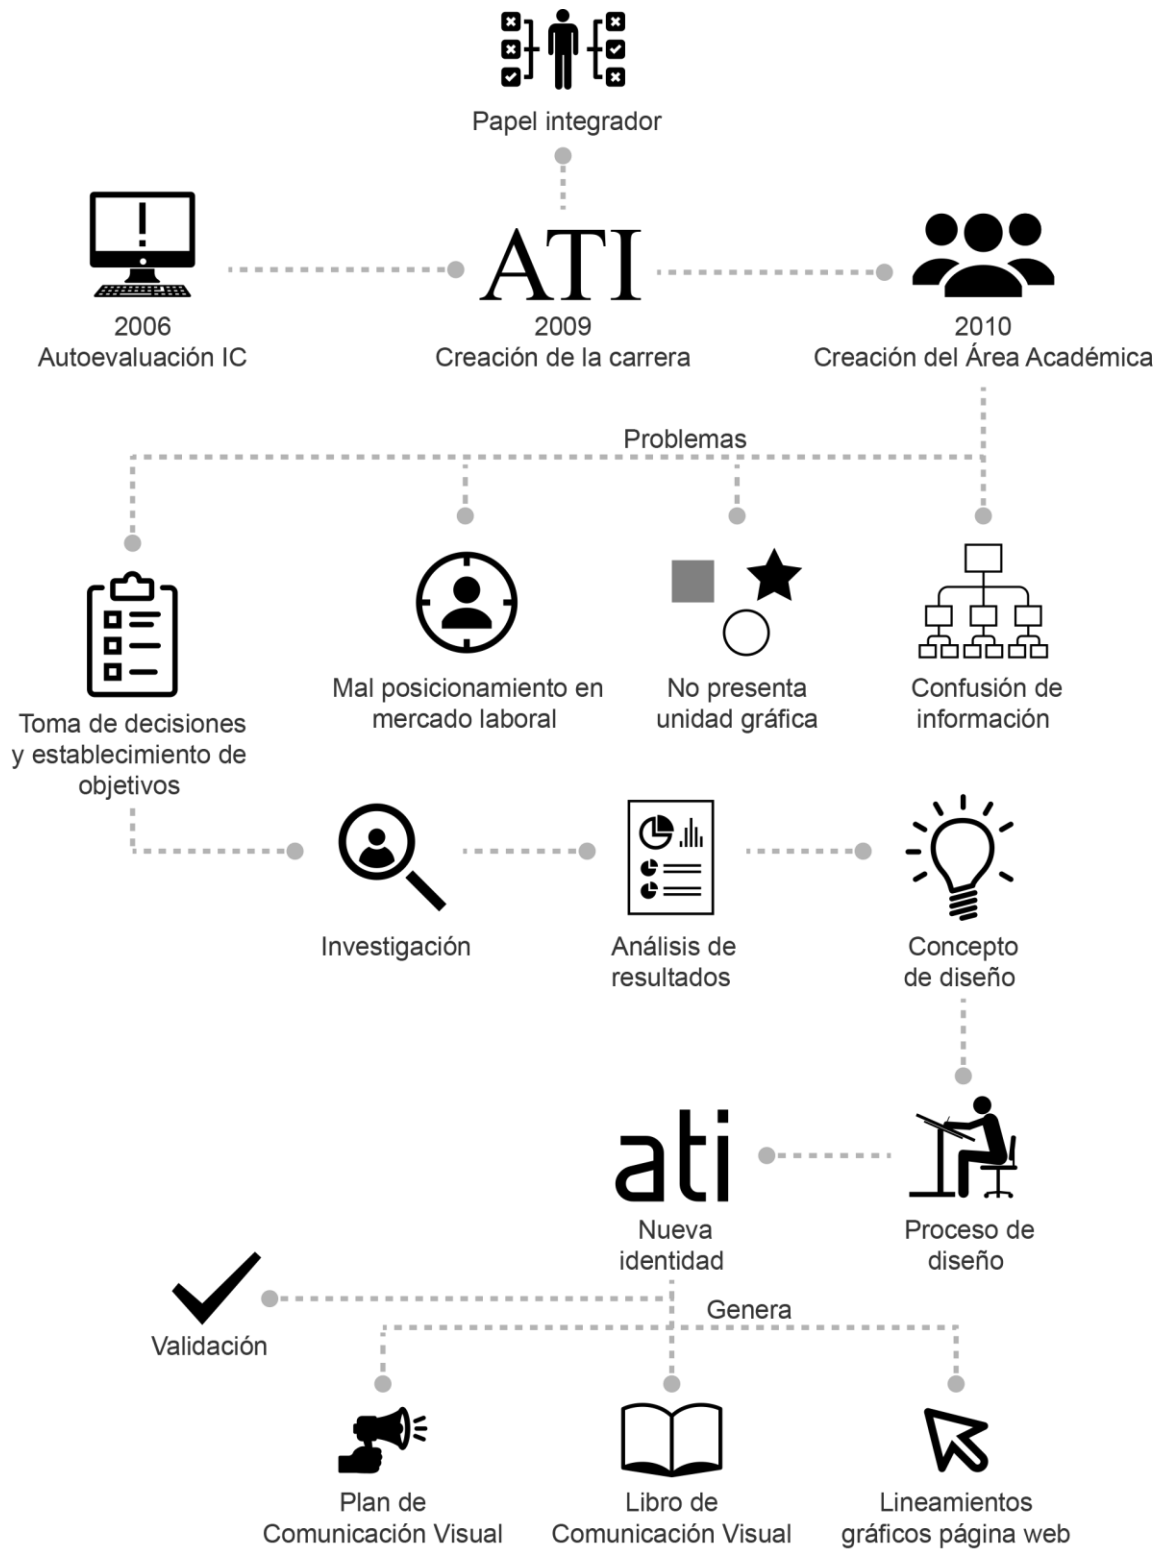 Papel integrador
ATI
2006
Autoevaluación IC
2009
Creación de la carrera
2010
Creación del Área Académica
Problemas
Toma de decisiones
y establecimiento de
objetivos
Mal posicionamiento en
mercado laboral
No presenta
unidad gráfica
Confusión de
información
Investigación
Análisis de
resultados
Concepto
de diseño
ati
Nueva
identidad
Proceso de
diseño
Validación
Genera
Plan de
Comunicación Visual
Libro de
Comunicación Visual
Lineamientos
gráficos página web